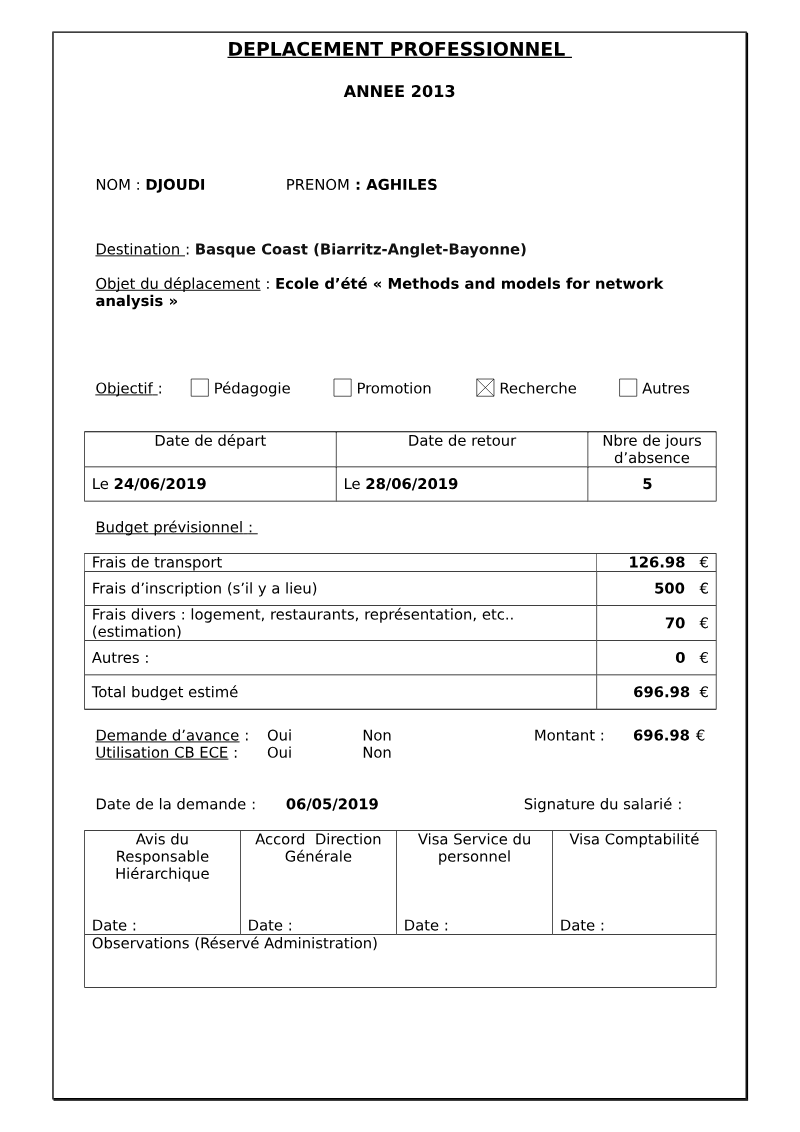 DEPLACEMENT PROFESSIONNEL
ANNEE 2013
NOM : DJOUDI PRENOM : AGHILES
Destination : Basque Coast (Biarritz-Anglet-Bayonne)
Objet du déplacement : Ecole d’été « Methods and models for network
analysis »
Objectif : Pédagogie Promotion Recherche Autres
Date de départ Date de retour Nbre de jours
d’absence
Le 24/06/2019 Le 28/06/2019 5
Budget prévisionnel :
Frais de transport 126.98 €
Frais d’inscription (s’il y a lieu) 500 €
Frais divers : logement, restaurants, représentation, etc..
(estimation) 70 €
Autres : 0 €
Total budget estimé 696.98 €
Demande d’avance : Oui Non Montant : 696.98 €
Utilisation CB ECE : Oui Non
Date de la demande : 06/05/2019 Signature du salarié :
Avis du Accord Direction Visa Service du Visa Comptabilité
Responsable Générale personnel
Hiérarchique
Date : Date : Date : Date :
Observations (Réservé Administration)